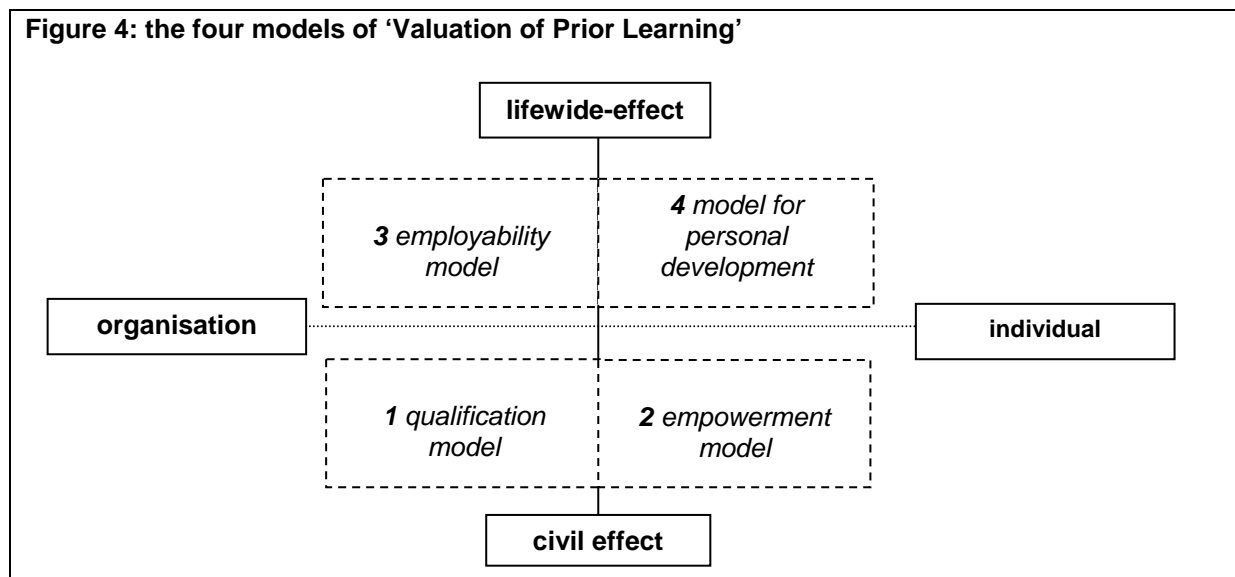 Figure 4: the four models of ‘Valuation of Prior Learning’
lifewide-effect
3 employability
model
4 model for
personal
development
organisation
individual
1 qualification
model
2 empowerment
model
civil effect